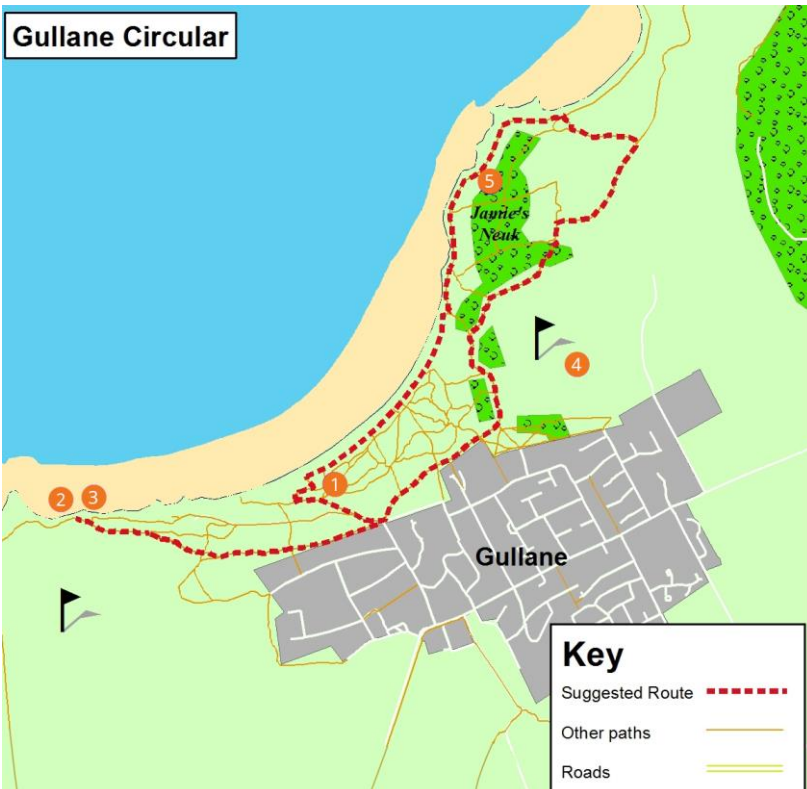 Gullane Circular
5
Jamie's
Neuk
4
1
2
3
Gullane
Key
Suggested Route
Other paths
Roads